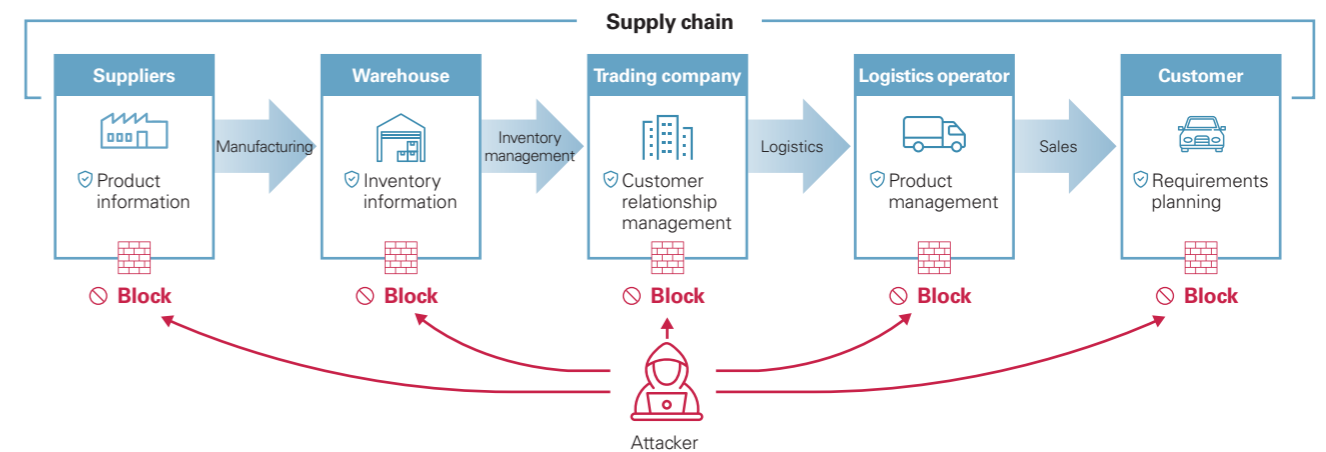 Supply chain
Suppliers
Warehouse
Trading company
Logistics operator
Customer
Manufacturing
Inventory
management
Logistics
Sales
Product
information
Inventory
information
Customer
relationship
management
Product
management
Requirements
planning
Block
Block
Block
Block
Block
Attacker